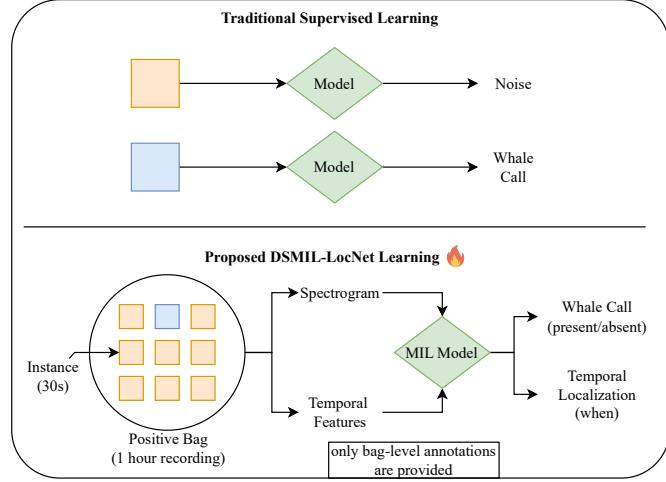 Traditional Supervised Learning
Model
Noise
Model
Whale
Call
Proposed DSMIL-LocNet Learning
Instance
(30s)
Positive Bag
(1 hour recording)
Spectrogram
Temporal
Features
MIL Model
Whale Call
(present/absent)
Temporal
Localization
(when)
only bag-level annotations
are provided